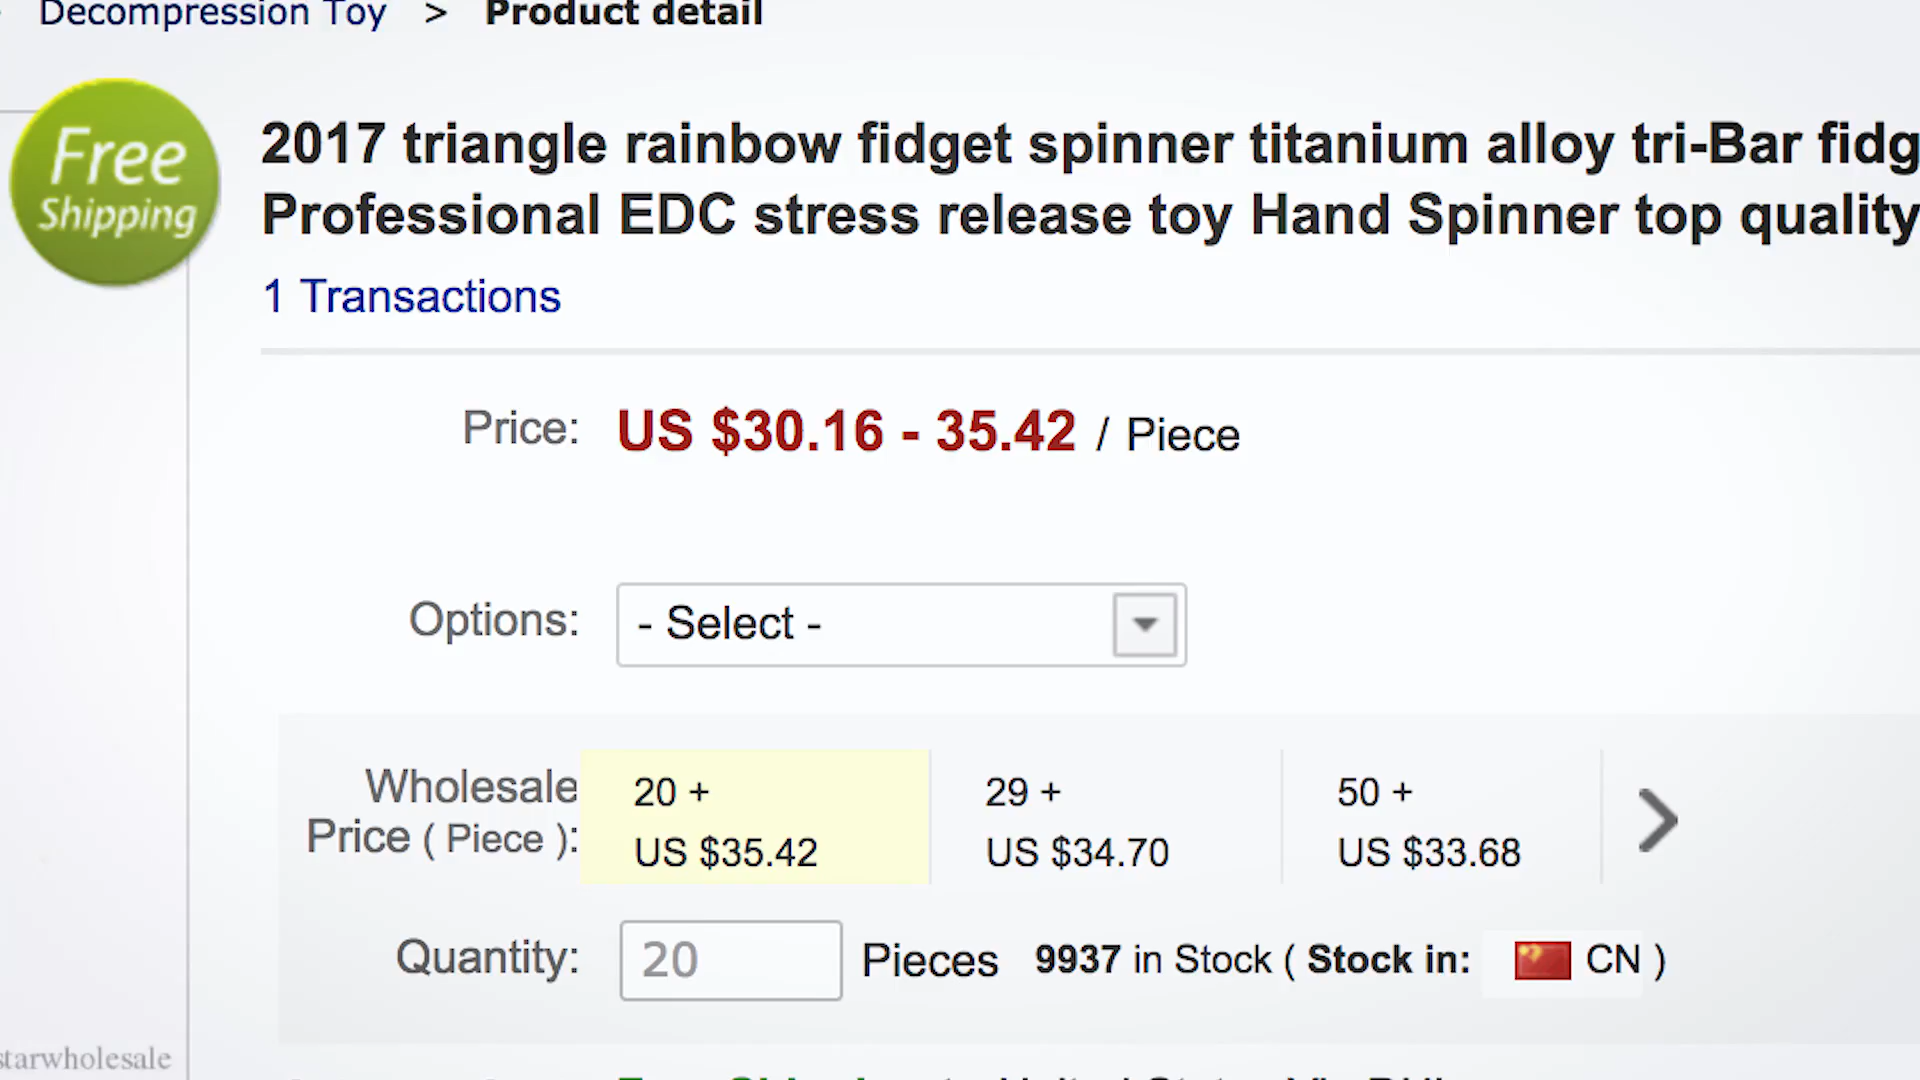 Decompression Toy > Product detail
Free
Shipping
2017 triangle rainbow fidget spinner titanium alloy tri-Bar fidg
Professional EDC stress release toy Hand Spinner top quality
1 Transactions
Price: US $30.16 - 35.42 / Piece
Options: - Select -
Wholesale
Price ( Piece ):
20 + 29 + 50 +
US $35.42 US $34.70 US $33.68
Quantity: 20 Pieces 9937 in Stock ( Stock in: CN )
starwholesale